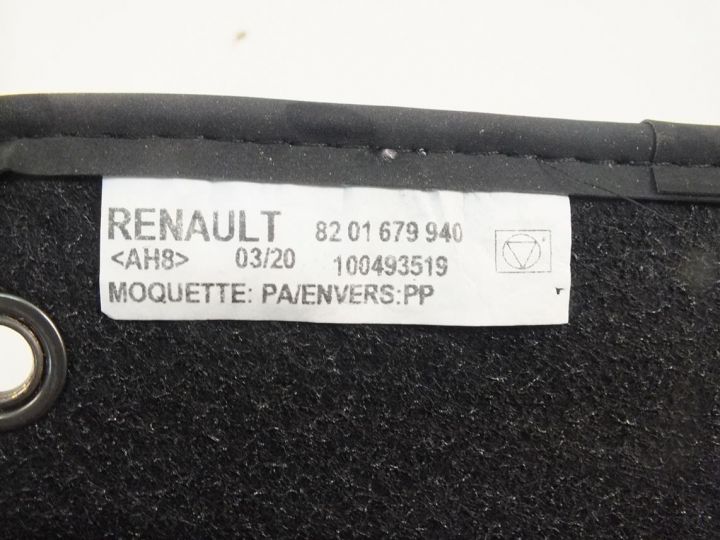 RENAULT 82 01 679 940
<AH8> 03/20 100493519
MOQUETTE: PA/ENVERS:PP